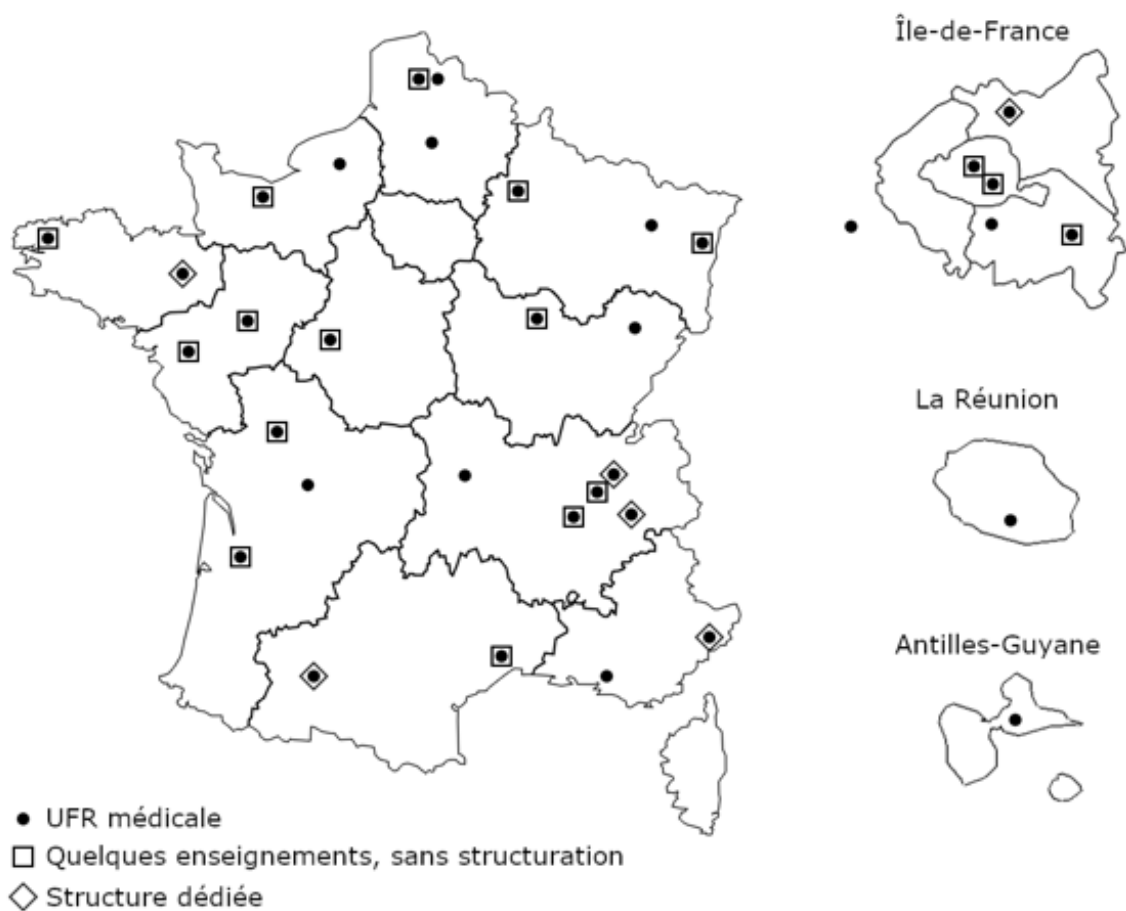 Île-de-France
La Réunion
Antilles-Guyane
UFR médicale
Quelques enseignements, sans structuration
Structure dédiée